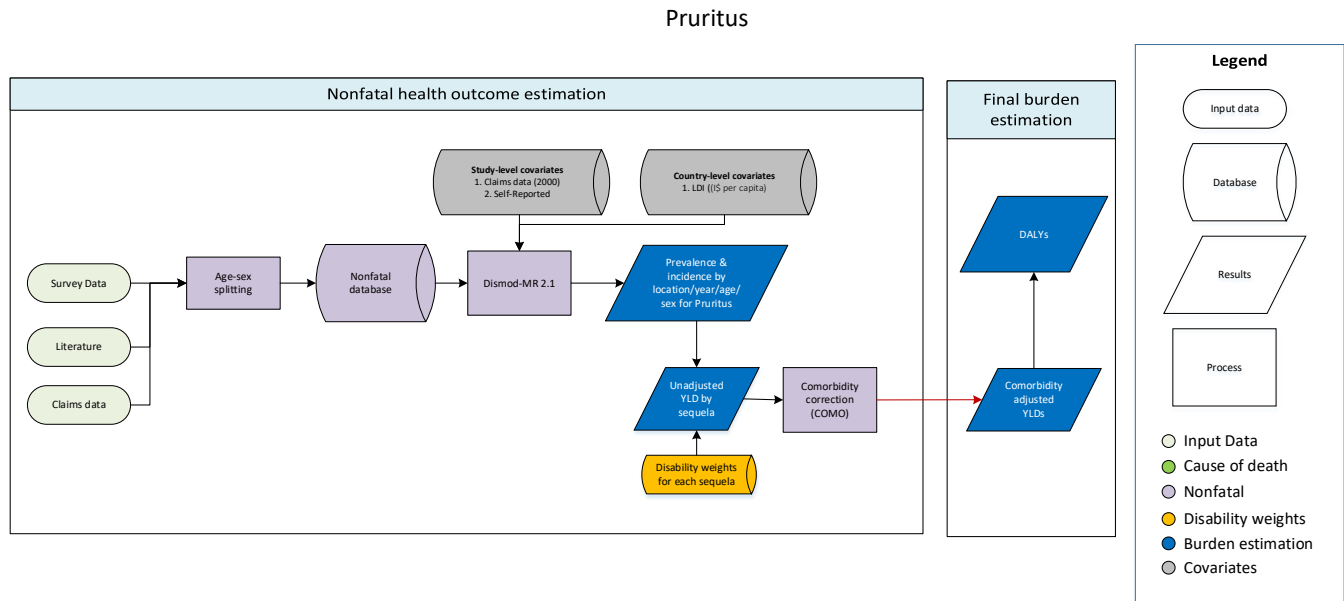 Pruritus
Nonfatal health outcome estimation
Final burden
estimation
Legend
Input data
Database
Results
Process
Input Data
Cause of death
Nonfatal
Disability weights
Burden estimation
Covariates
Study-level covariates
1. Claims data (2000)
2. Self-Reported
Country-level covariates
1. LDI ((I$ per capita)
Survey Data
Literature
Claims data
Age-sex
splitting
Nonfatal
database
Dismod-MR 2.1
Prevalence &
incidence by
location/year/age/
sex for Pruritus
Unadjusted
YLD by
sequela
Disability weights
for each sequela
Comorbidity
correction
(COMO)
Comorbidity
adjusted
YLDs
DALYs